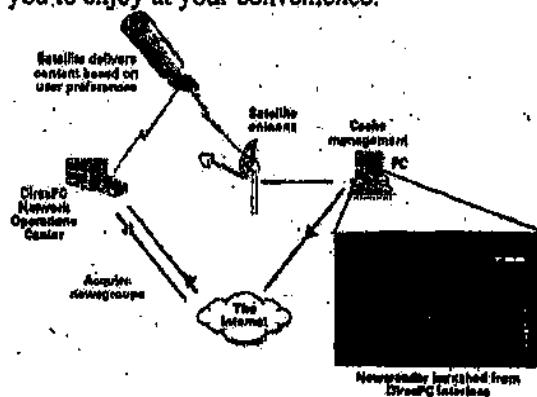 you to enjoy at your convenience.
Satellite delivers
content based on
user preferences
Satellite
antenna
Cache
management
PC
DirecPC
Network
Operations
Center
Acquire
newsgroups
The
Internet
Newsreader launched from
DirecPC interface